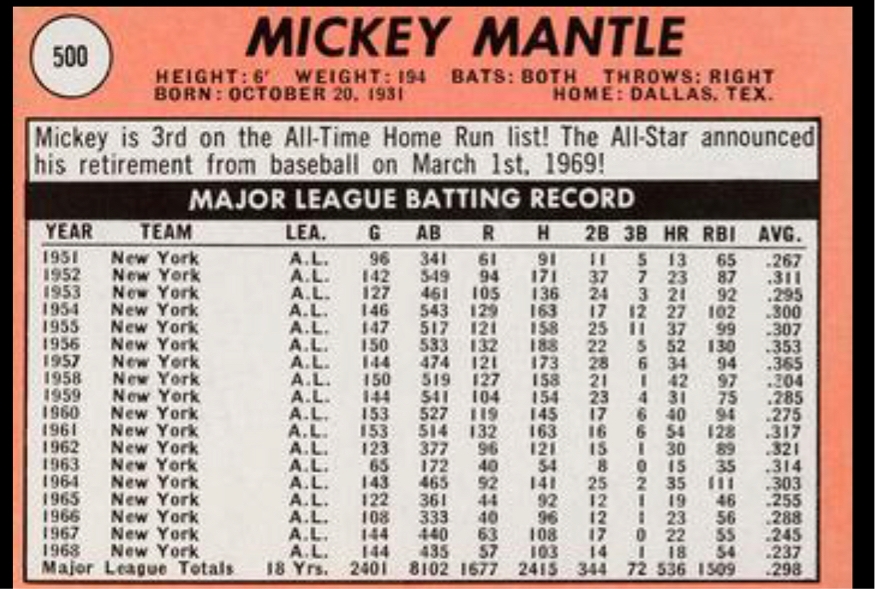 500
MICKEY MANTLE
HEIGHT: 6' WEIGHT: 194 BATS: BOTH THROWS: RIGHT
BORN: OCTOBER 20, 1931 HOME: DALLAS, TEX.
Mickey is 3rd on the All-Time Home Run list! The All-Star announced
his retirement from baseball on March 1st, 1969!
MAJOR LEAGUE BATTING RECORD
YEAR TEAM LEA. G AB R H 2B 3B HR RBI AVG.
1951 New York A.L. 96 341 61 91 11 5 13 65 .267
1952 New York A.L. 142 549 94 171 37 7 23 87 .311
1953 New York A.L. 127 461 105 136 24 3 21 92 .295
1954 New York A.L. 146 543 129 163 17 12 27 102 .300
1955 New York A.L. 147 517 121 158 25 11 37 99 .307
1956 New York A.L. 150 533 132 188 22 5 52 130 .353
1957 New York A.L. 144 474 121 173 28 6 34 94 .365
1958 New York A.L. 150 519 127 158 21 1 42 97 .304
1959 New York A.L. 144 541 104 154 23 4 31 75 .285
1960 New York A.L. 153 527 119 145 17 6 40 94 .275
1961 New York A.L. 153 514 132 163 16 6 54 128 .317
1962 New York A.L. 123 377 96 121 15 1 30 89 .321
1963 New York A.L. 65 172 40 54 8 0 15 35 .314
1964 New York A.L. 143 465 92 141 25 2 35 111 .303
1965 New York A.L. 122 361 44 92 12 1 19 46 .255
1966 New York A.L. 108 333 40 96 12 1 23 56 .288
1967 New York A.L. 144 440 63 108 17 0 22 55 .245
1968 New York A.L. 144 435 57 103 14 1 18 54 .237
Major League Totals 18 Yrs. 2401 8102 1677 2415 344 72 536 1509 .298